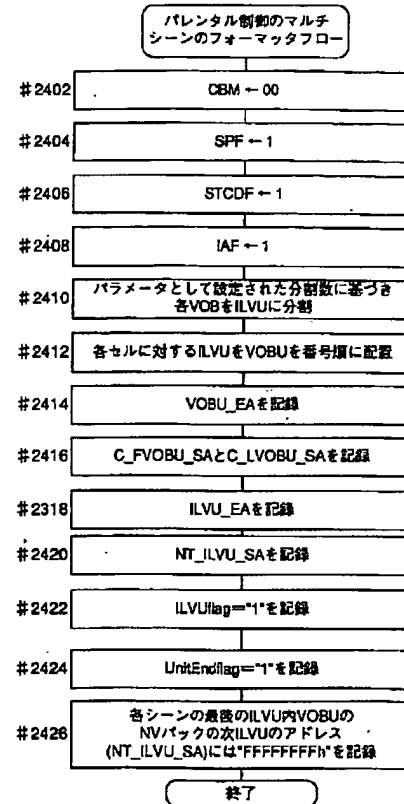 パレンタル制御のマルチ
シーンのフォーマッタフロー
#2402
CBM ← 00
#2404
SPF ← 1
#2406
STCDF ← 1
#2408
IAF ← 1
#2410
パラメータとして設定された分割数に基づき
各VOBをILVUに分割
#2412
各セルに対するILVUをVOBUを番号順に配置
#2414
VOBU_EAを記録
#2416
C_FVOBU_SAとC_LVOBU_SAを記録
#2318
ILVU_EAを記録
#2420
NT_ILVU_SAを記録
#2422
ILVUflag="1"を記録
#2424
UnitEndflag="1"を記録
#2426
各シーンの最後のILVU内VOBUの
NVパックの次ILVUのアドレス
(NT_ILVU_SA)には"FFFFFFFFh"を記録
終了